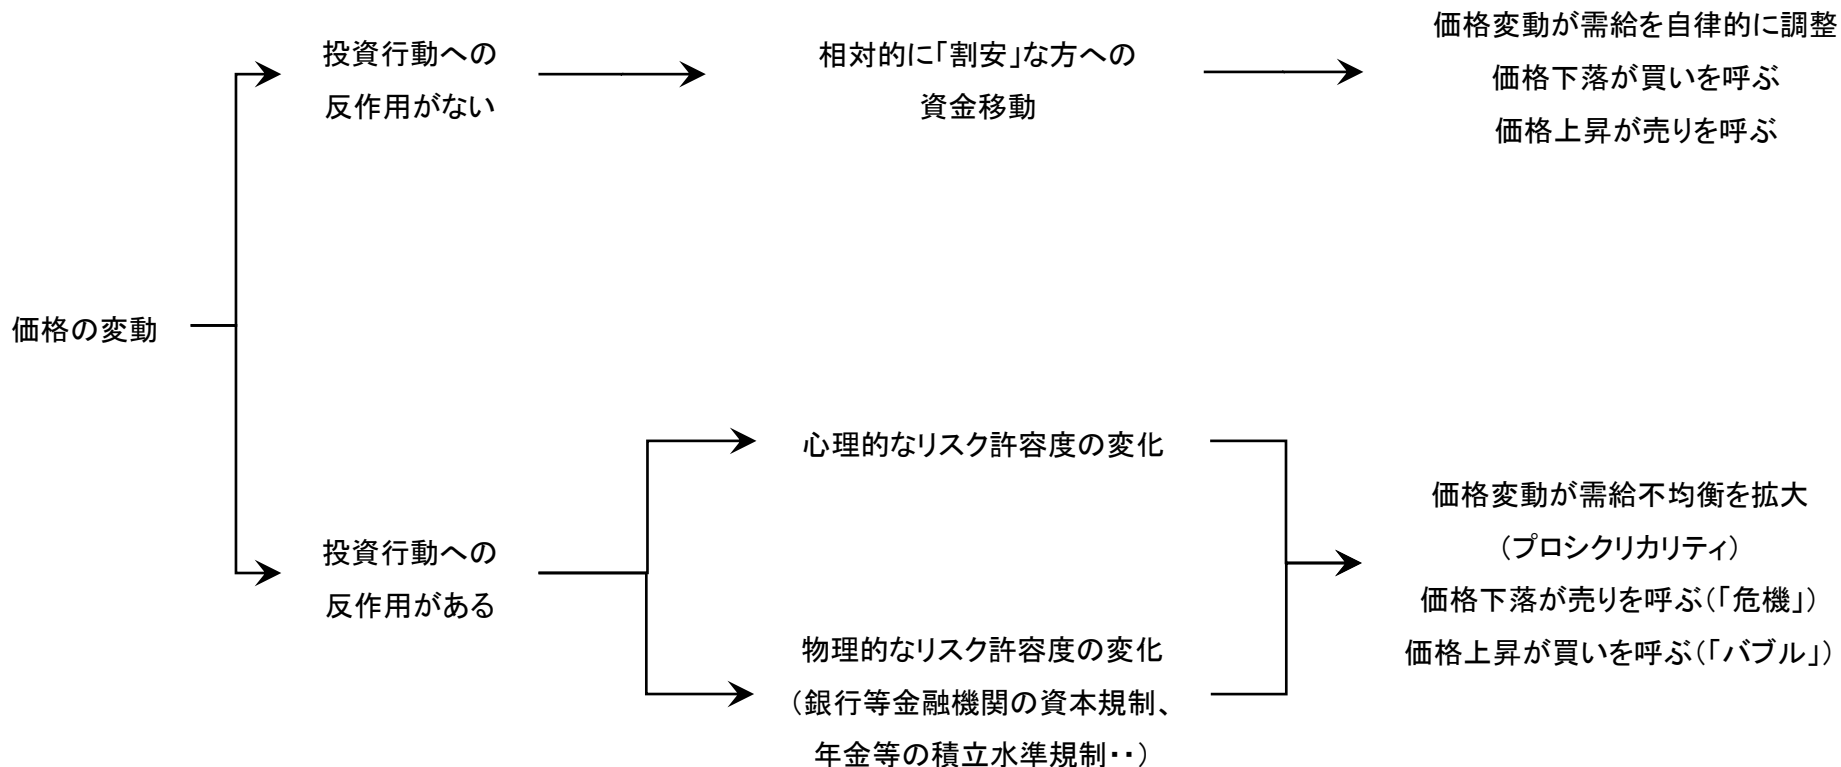 価格の変動
投資行動への
反作用がない
相対的に「割安」な方への
資金移動
価格変動が需給を自律的に調整
価格下落が買いを呼ぶ
価格上昇が売りを呼ぶ
投資行動への
反作用がある
心理的なリスク許容度の変化
物理的なリスク許容度の変化
（銀行等金融機関の資本規制、
年金等の積立水準規制・・）
価格変動が需給不均衡を拡大
（プロシクリカリティ）
価格下落が売りを呼ぶ（「危機」）
価格上昇が買いを呼ぶ（「バブル」）